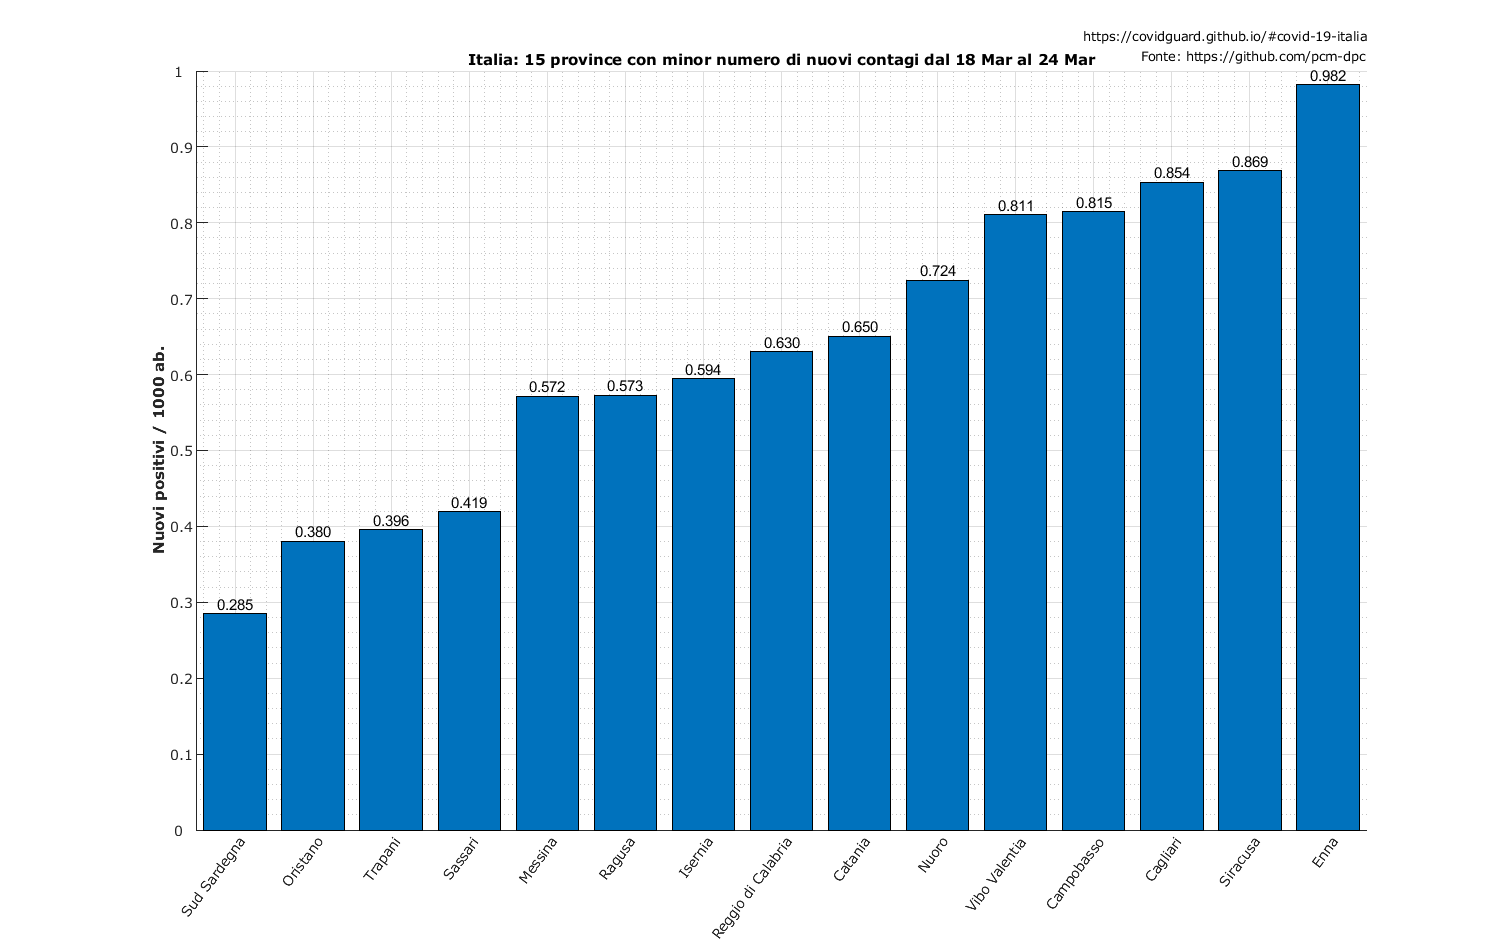 https://covidguard.github.io/#covid-19-italia
Italia: 15 province con minor numero di nuovi contagi dal 18 Mar al 24 Mar
Fonte: https://github.com/pcm-dpc
Nuovi positivi / 1000 ab.
1
0.9
0.8
0.7
0.6
0.5
0.4
0.3
0.2
0.1
0
0.285
0.380
0.396
0.419
0.572
0.573
0.594
0.630
0.650
0.724
0.811
0.815
0.854
0.869
0.982
Sud Sardegna
Oristano
Trapani
Sassari
Messina
Ragusa
Isernia
Reggio di Calabria
Catania
Nuoro
Vibo Valentia
Campobasso
Cagliari
Siracusa
Enna